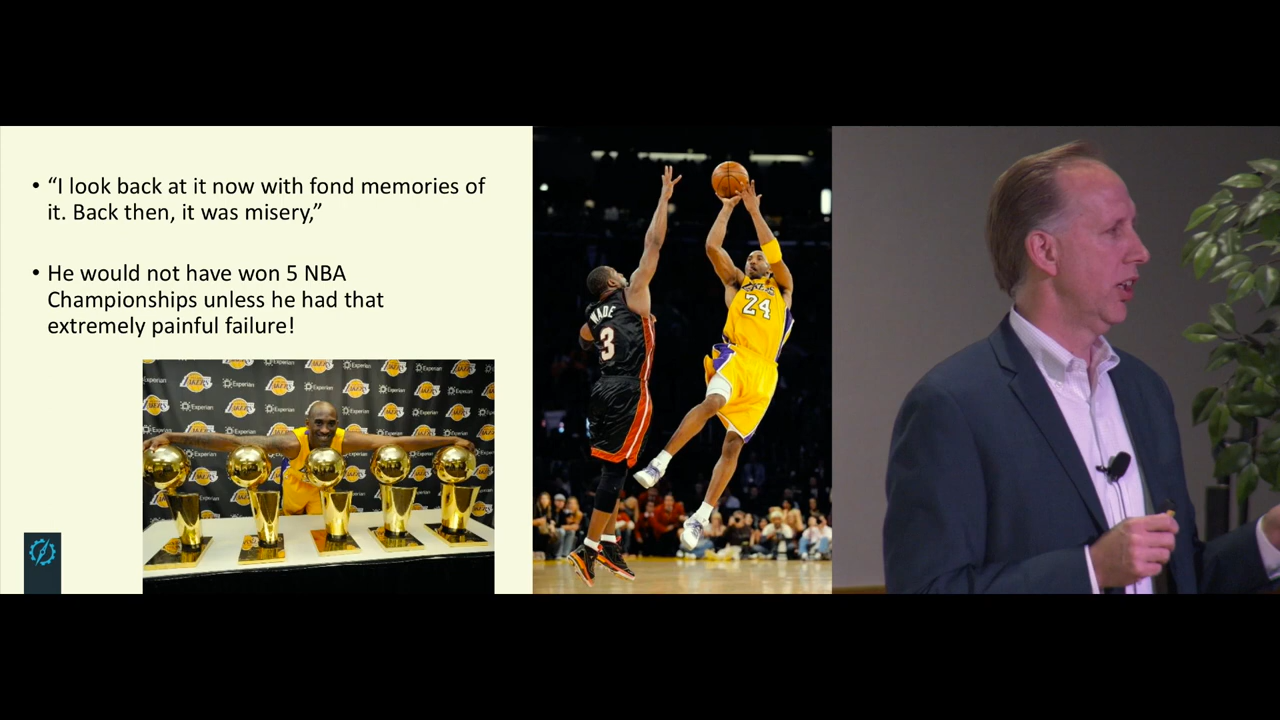 • “I look back at it now with fond memories of
it. Back then, it was misery,”
• He would not have won 5 NBA
Championships unless he had that
extremely painful failure!
WADE
3
24
LAKERS
Experian